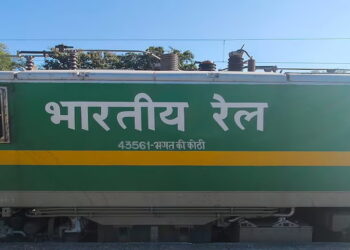 भारतीय रेल
43561-भगत की कोठी